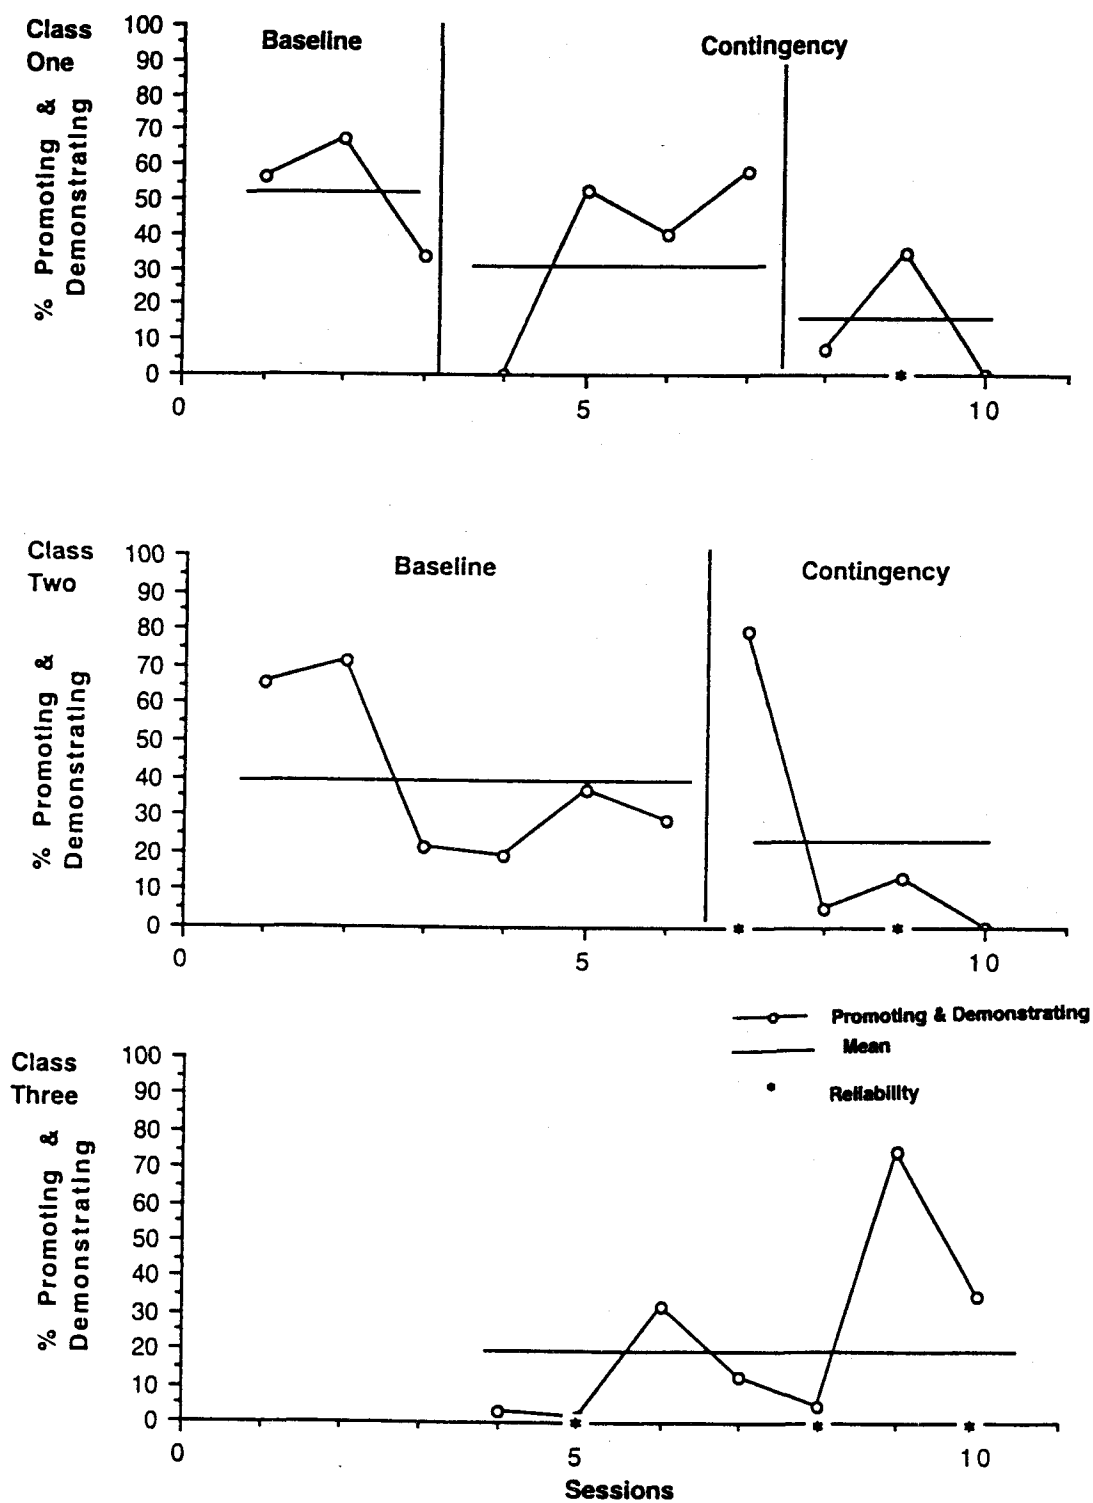 Class
One
% Promoting &
Demonstrating
Baseline
Contingency
100
90
80
70
60
50
40
30
20
10
0
0
5
10
*
Class
Two
% Promoting &
Demonstrating
Baseline
Contingency
100
90
80
70
60
50
40
30
20
10
0
* *
0
5
10
Promoting & Demonstrating
Mean
* Reliability
Class
Three
% Promoting &
Demonstrating
100
90
80
70
60
50
40
30
20
10
0
* * *
0
5
10
Sessions